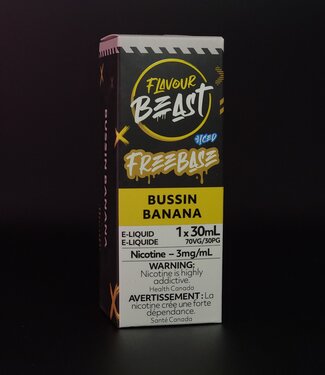 FLAVOUR
BEAST
ICED
FREEBASE
BUSSIN
BANANA
E-LIQUID
E-LIQUIDE
1 x 30mL
70VG/30PG
Nicotine – 3mg/mL
WARNING:
Nicotine is highly
addictive.
Health Canada
AVERTISSEMENT : La
nicotine crée une forte
dépendance.
Santé Canada
BUSSIN BANANA